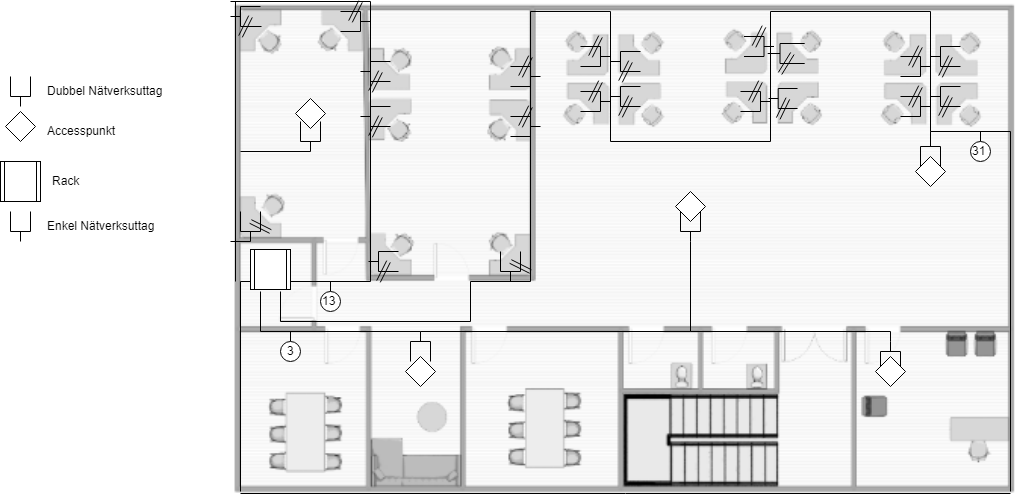 Dubbel Nätverksuttag
Accesspunkt
Rack
Enkel Nätverksuttag
31
13
3